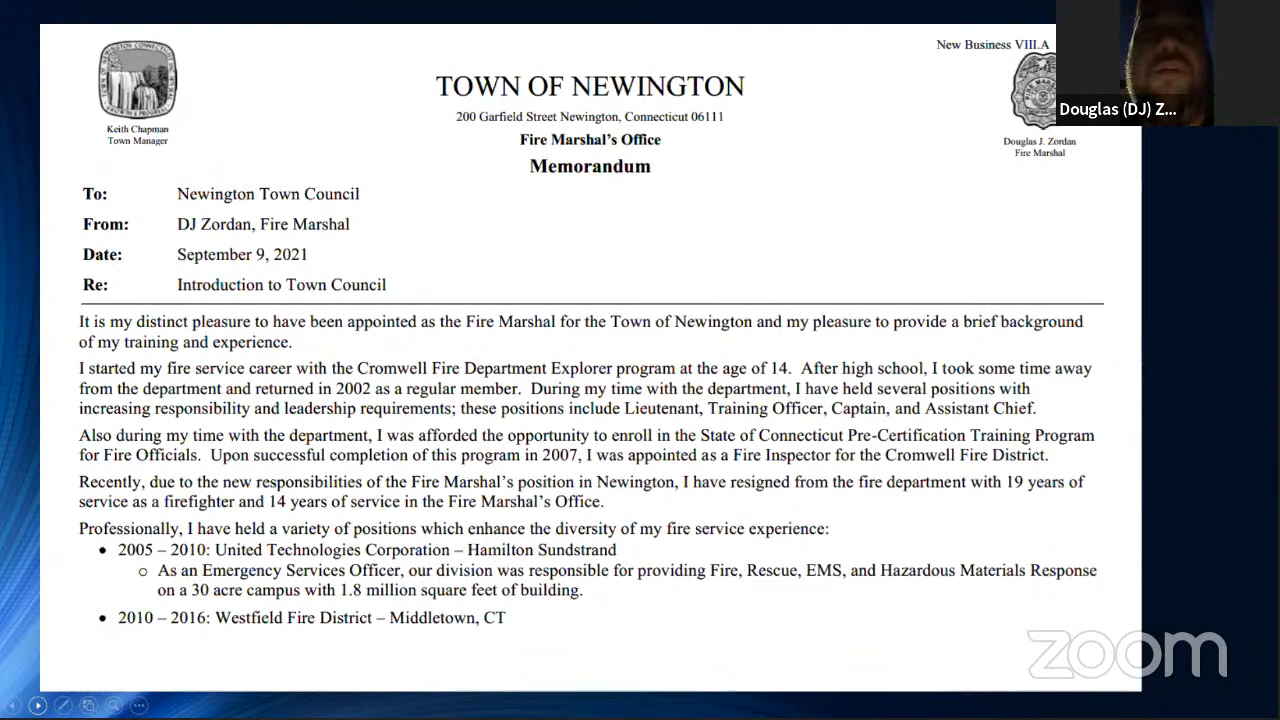 New Business VIII.A
TOWN OF NEWINGTON
200 Garfield Street Newington, Connecticut 06111
Keith Chapman
Town Manager
Fire Marshal's Office
Douglas J. Zordan
Fire Marshal
Memorandum
Douglas (DJ) Z...
To: Newington Town Council
From: DJ Zordan, Fire Marshal
Date: September 9, 2021
Re: Introduction to Town Council
It is my distinct pleasure to have been appointed as the Fire Marshal for the Town of Newington and my pleasure to provide a brief background
of my training and experience.
I started my fire service career with the Cromwell Fire Department Explorer program at the age of 14. After high school, I took some time away
from the department and returned in 2002 as a regular member. During my time with the department, I have held several positions with
increasing responsibility and leadership requirements; these positions include Lieutenant, Training Officer, Captain, and Assistant Chief.
Also during my time with the department, I was afforded the opportunity to enroll in the State of Connecticut Pre-Certification Training Program
for Fire Officials. Upon successful completion of this program in 2007, I was appointed as a Fire Inspector for the Cromwell Fire District.
Recently, due to the new responsibilities of the Fire Marshal's position in Newington, I have resigned from the fire department with 19 years of
service as a firefighter and 14 years of service in the Fire Marshal's Office.
Professionally, I have held a variety of positions which enhance the diversity of my fire service experience:
• 2005 – 2010: United Technologies Corporation – Hamilton Sundstrand
o As an Emergency Services Officer, our division was responsible for providing Fire, Rescue, EMS, and Hazardous Materials Response
on a 30 acre campus with 1.8 million square feet of building.
• 2010 – 2016: Westfield Fire District – Middletown, CT
zoom